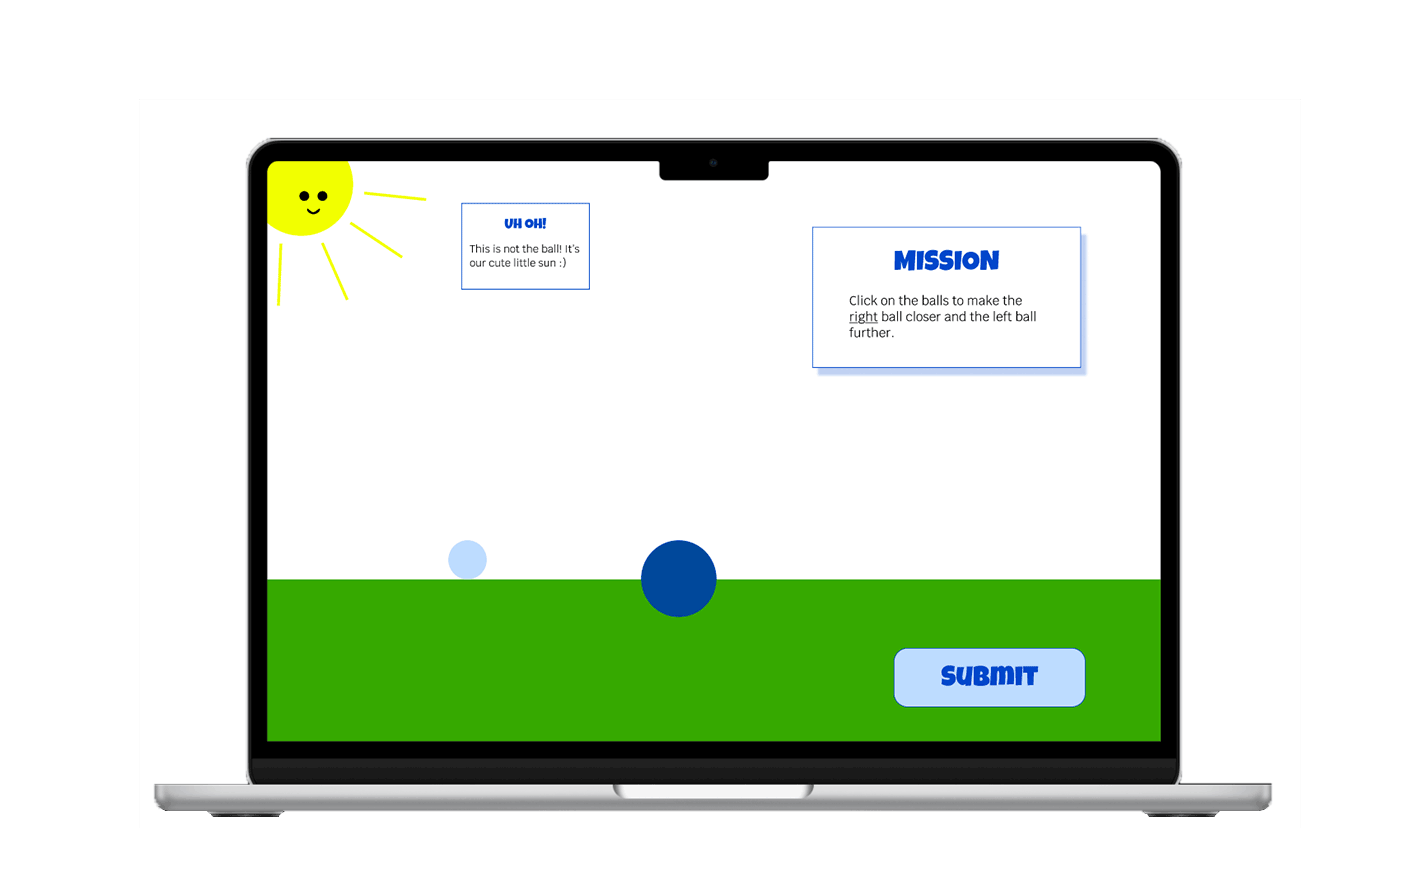 UH OH!
This is not the ball! It's
our cute little sun :)
MISSION
Click on the balls to make the
right ball closer and the left ball
further.
SUBMIT